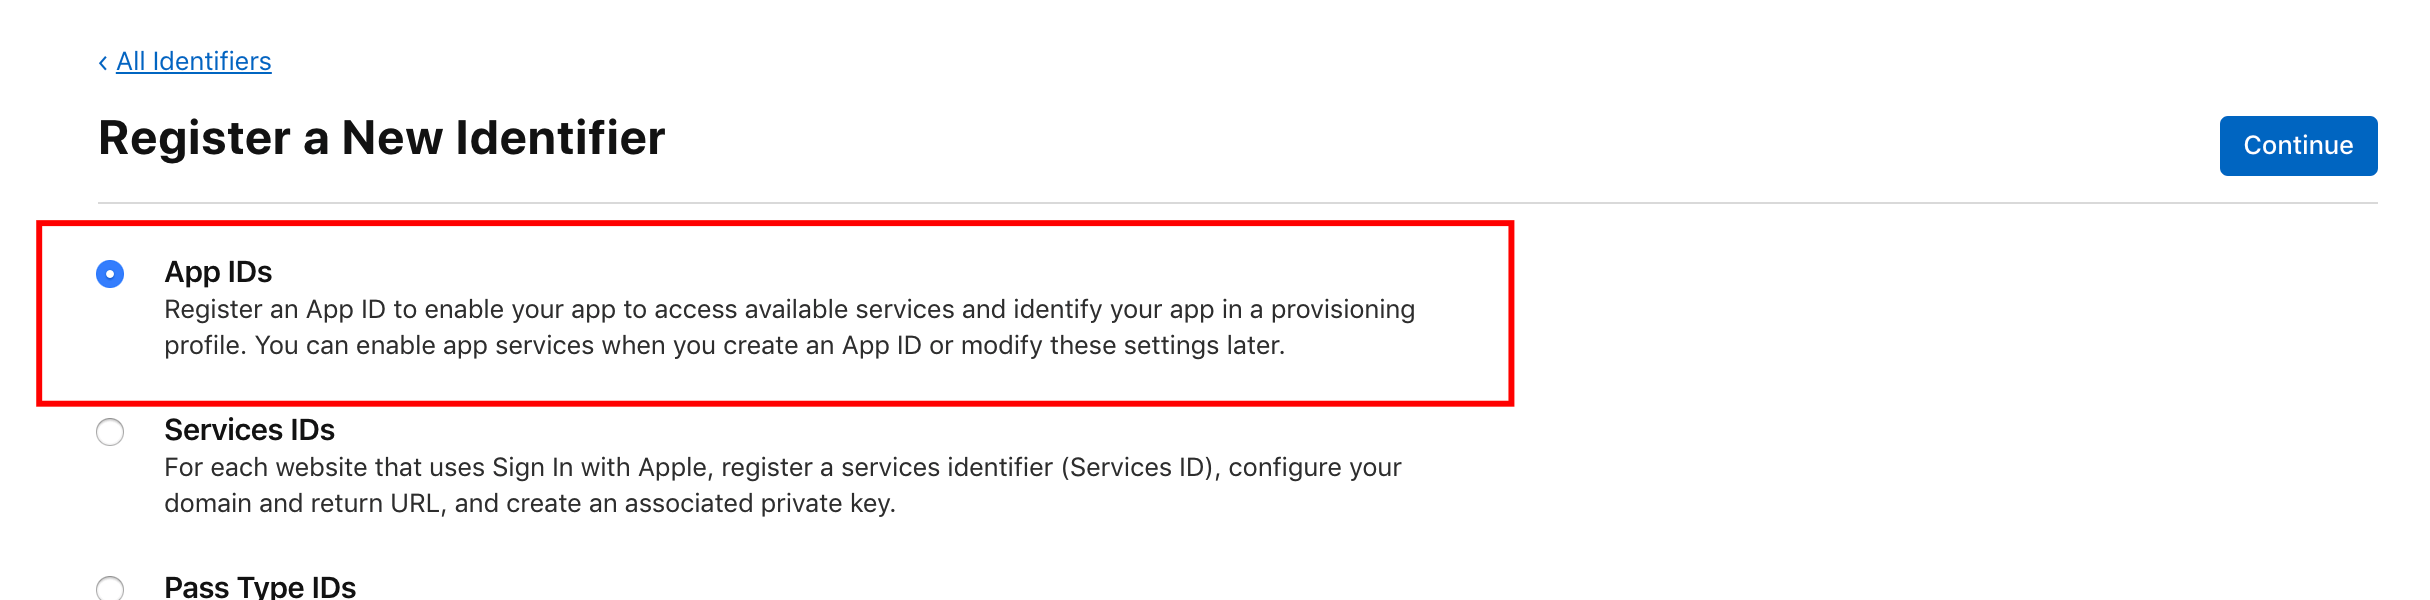 ‹ All Identifiers
Register a New Identifier
Continue
App IDs
Register an App ID to enable your app to access available services and identify your app in a provisioning
profile. You can enable app services when you create an App ID or modify these settings later.
Services IDs
For each website that uses Sign In with Apple, register a services identifier (Services ID), configure your
domain and return URL, and create an associated private key.
Pass Type IDs